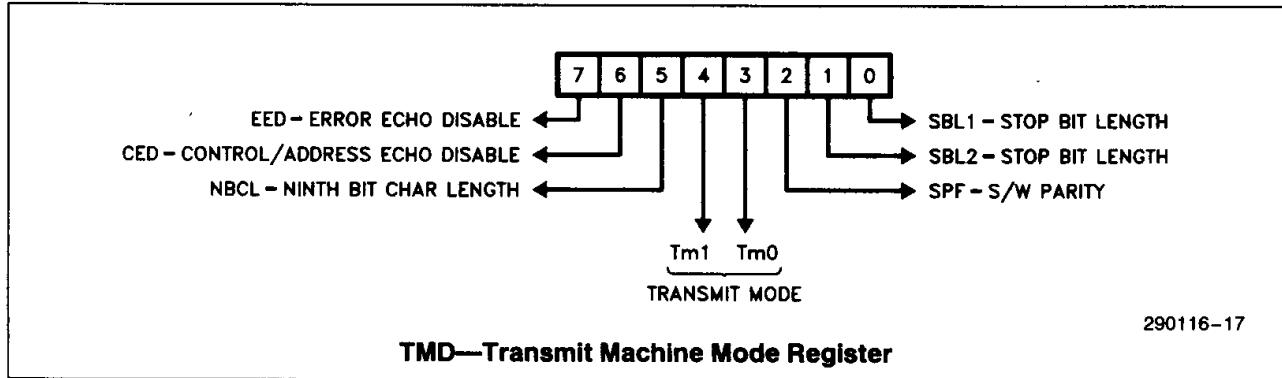 7 6 5 4 3 2 1 0
EED – ERROR ECHO DISABLE
CED – CONTROL/ADDRESS ECHO DISABLE
NBCL – NINTH BIT CHAR LENGTH
SBL1 – STOP BIT LENGTH
SBL2 – STOP BIT LENGTH
SPF – S/W PARITY
Tm1 Tm0
TRANSMIT MODE
290116–17
TMD—Transmit Machine Mode Register